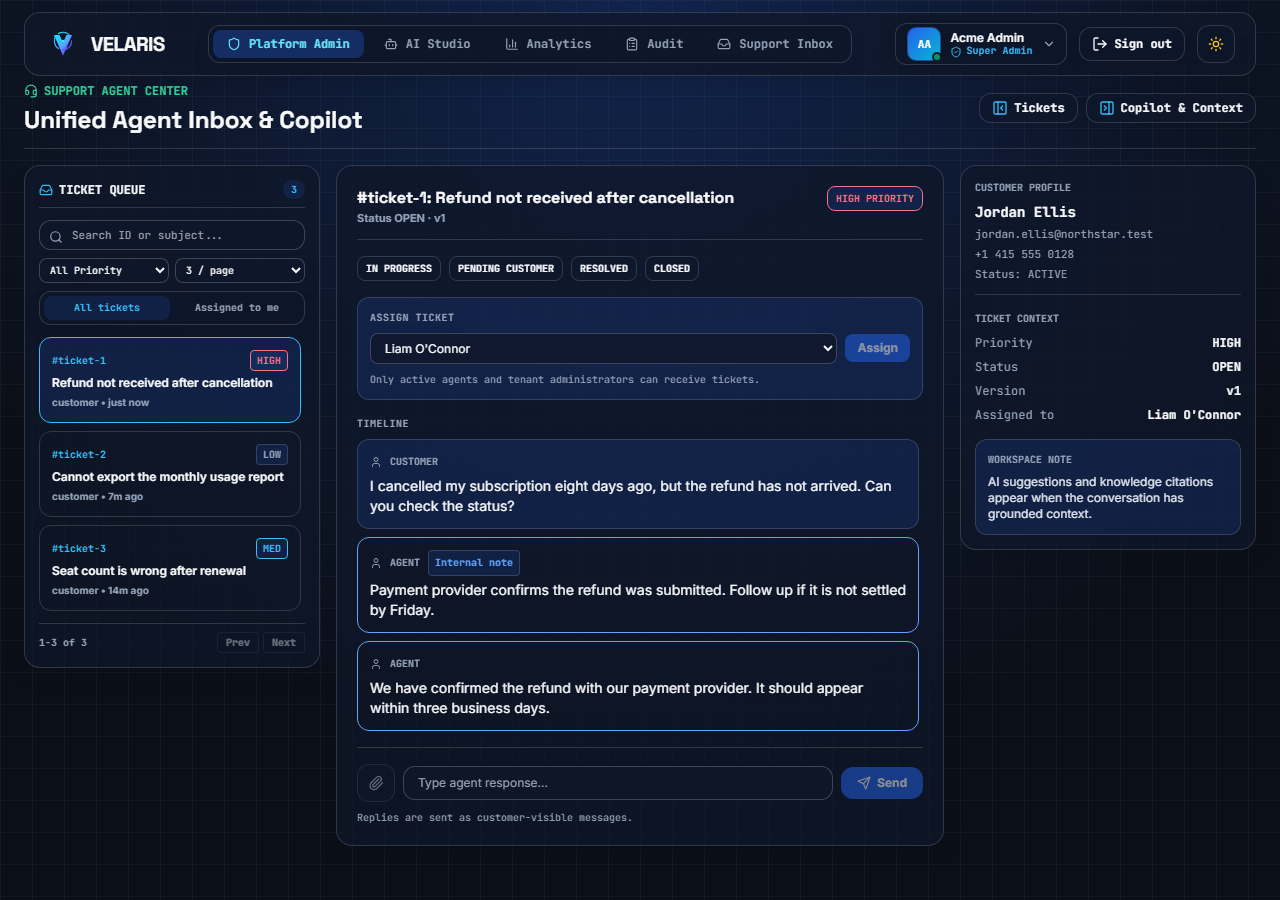 VELARIS
Platform Admin
AI Studio
Analytics
Audit
Support Inbox
AA
Acme Admin
Super Admin
Sign out
SUPPORT AGENT CENTER
Unified Agent Inbox & Copilot
Tickets
Copilot & Context
TICKET QUEUE
3
Search ID or subject...
All Priority
3 / page
All tickets
Assigned to me
#ticket-1
HIGH
Refund not received after cancellation
customer • just now
#ticket-2
LOW
Cannot export the monthly usage report
customer • 7m ago
#ticket-3
MED
Seat count is wrong after renewal
customer • 14m ago
1-3 of 3
Prev
Next
#ticket-1: Refund not received after cancellation
HIGH PRIORITY
Status OPEN · v1
IN PROGRESS
PENDING CUSTOMER
RESOLVED
CLOSED
ASSIGN TICKET
Liam O'Connor
Assign
Only active agents and tenant administrators can receive tickets.
TIMELINE
CUSTOMER
I cancelled my subscription eight days ago, but the refund has not arrived. Can
you check the status?
AGENT
Internal note
Payment provider confirms the refund was submitted. Follow up if it is not settled
by Friday.
AGENT
We have confirmed the refund with our payment provider. It should appear
within three business days.
Type agent response...
Send
Replies are sent as customer-visible messages.
CUSTOMER PROFILE
Jordan Ellis
jordan.ellis@northstar.test
+1 415 555 0128
Status: ACTIVE
TICKET CONTEXT
Priority HIGH
Status OPEN
Version v1
Assigned to Liam O'Connor
WORKSPACE NOTE
AI suggestions and knowledge citations
appear when the conversation has
grounded context.